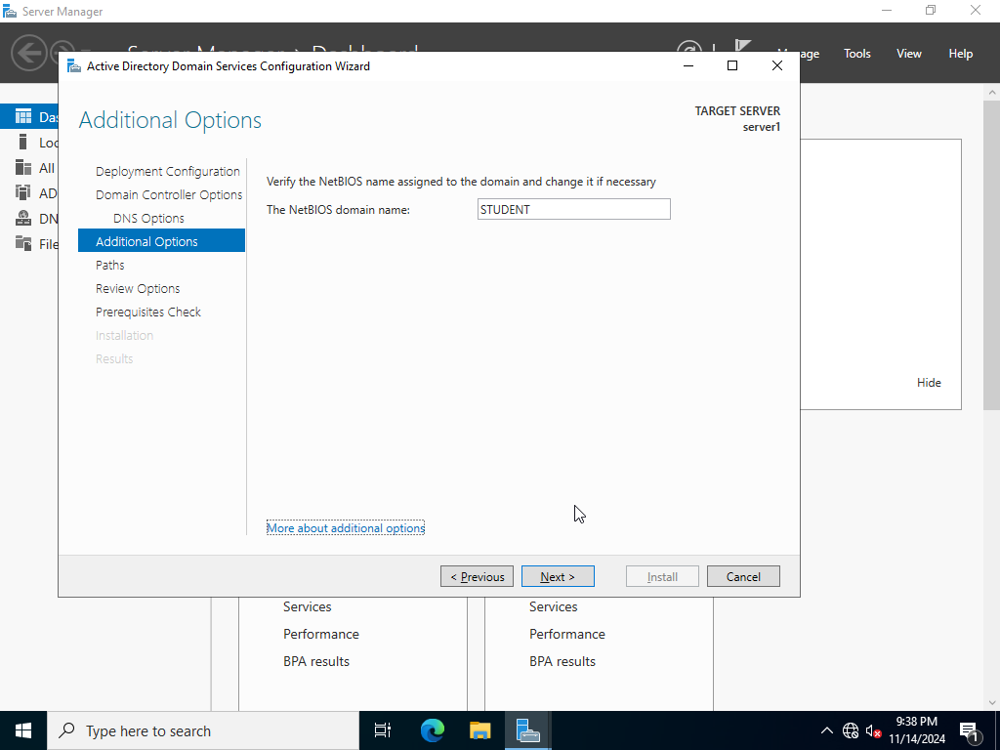 Server Manager
Manage Tools View Help
Active Directory Domain Services Configuration Wizard
Additional Options
TARGET SERVER
server1
Deployment Configuration
Domain Controller Options
DNS Options
Additional Options
Paths
Review Options
Prerequisites Check
Installation
Results
Verify the NetBIOS name assigned to the domain and change it if necessary
The NetBIOS domain name: STUDENT
More about additional options
< Previous Next > Install Cancel
Das
Loc
All
AD
DN
File
Hide
Services
Performance
BPA results
Services
Performance
BPA results
Type here to search
9:38 PM
11/14/2024
1